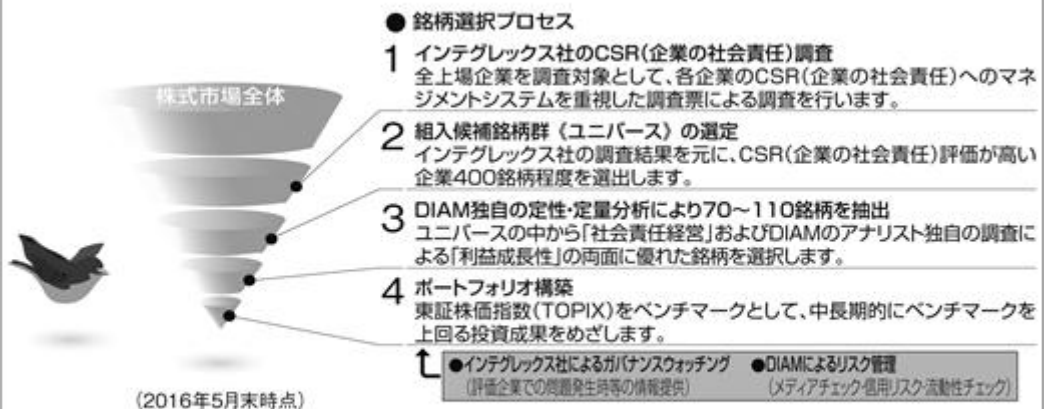 ●銘柄選択プロセス
1 インテグレックス社のCSR(企業の社会責任)調査
全上場企業を調査対象として、各企業のCSR(企業の社会責任)へのマネ
ジメントシステムを重視した調査票による調査を行います。
株式市場全体
2 組入候補銘柄群《ユニバース》の選定
インテグレックス社の調査結果を元に、CSR(企業の社会責任)評価が高い
企業400銘柄程度を選出します。
3 DIAM独自の定性・定量分析により70～110銘柄を抽出
ユニバースの中から「社会責任経営」およびDIAMのアナリスト独自の調査に
よる「利益成長性」の両面に優れた銘柄を選択します。
4 ポートフォリオ構築
東証株価指数(TOPIX)をベンチマークとして、中長期的にベンチマークを
上回る投資成果をめざします。
●インテグレックス社によるガバナンスウォッチング ●DIAMによるリスク管理
(評価企業での問題発生時等の情報提供) (メディアチェック・信用リスク・流動性チェック)
(2016年5月末時点)